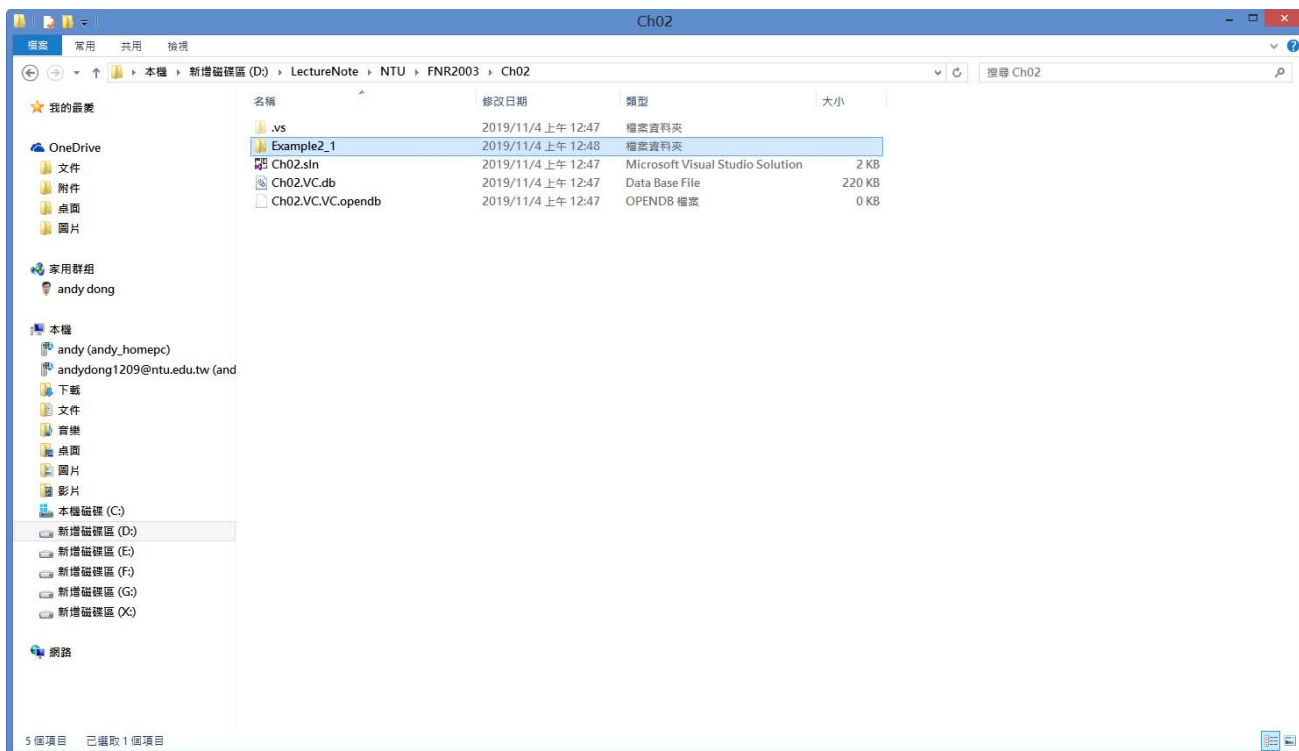 Ch02
檔案 常用 共用 檢視
本機 新增磁碟區 (D:) LectureNote NTU FNR2003 Ch02 搜尋 Ch02
我的最愛
OneDrive
文件
附件
桌面
圖片
家用群組
andy dong
本機
andy (andy_homepc)
andydong1209@ntu.edu.tw (and
下載
文件
音樂
桌面
圖片
影片
本機磁碟 (C:)
新增磁碟區 (D:)
新增磁碟區 (E:)
新增磁碟區 (F:)
新增磁碟區 (G:)
新增磁碟區 (X:)
網路
名稱 修改日期 類型 大小
.vs 2019/11/4 上午 12:47 檔案資料夾
Example2_1 2019/11/4 上午 12:48 檔案資料夾
Ch02.sln 2019/11/4 上午 12:47 Microsoft Visual Studio Solution 2 KB
Ch02.VC.db 2019/11/4 上午 12:47 Data Base File 220 KB
Ch02.VC.VC.opendb 2019/11/4 上午 12:47 OPENDB 檔案 0 KB
5 個項目 已選取 1 個項目